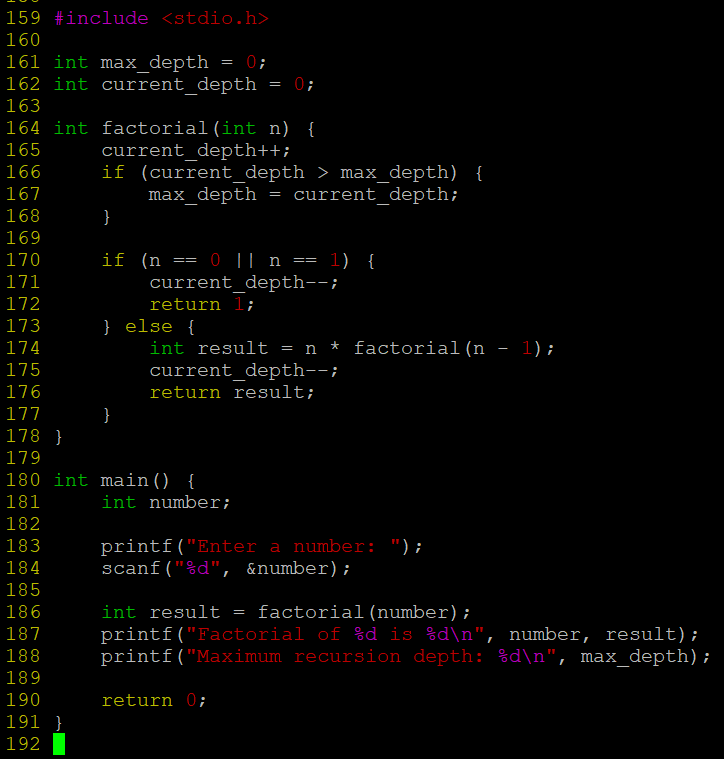 159 #include <stdio.h>
160
161 int max_depth = 0;
162 int current_depth = 0;
163
164 int factorial(int n) {
165     current_depth++;
166     if (current_depth > max_depth) {
167         max_depth = current_depth;
168     }
169
170     if (n == 0 || n == 1) {
171         current_depth--;
172         return 1;
173     } else {
174         int result = n * factorial(n - 1);
175         current_depth--;
176         return result;
177     }
178 }
179
180 int main() {
181     int number;
182
183     printf("Enter a number: ");
184     scanf("%d", &number);
185
186     int result = factorial(number);
187     printf("Factorial of %d is %d\n", number, result);
188     printf("Maximum recursion depth: %d\n", max_depth);
189
190     return 0;
191 }
192